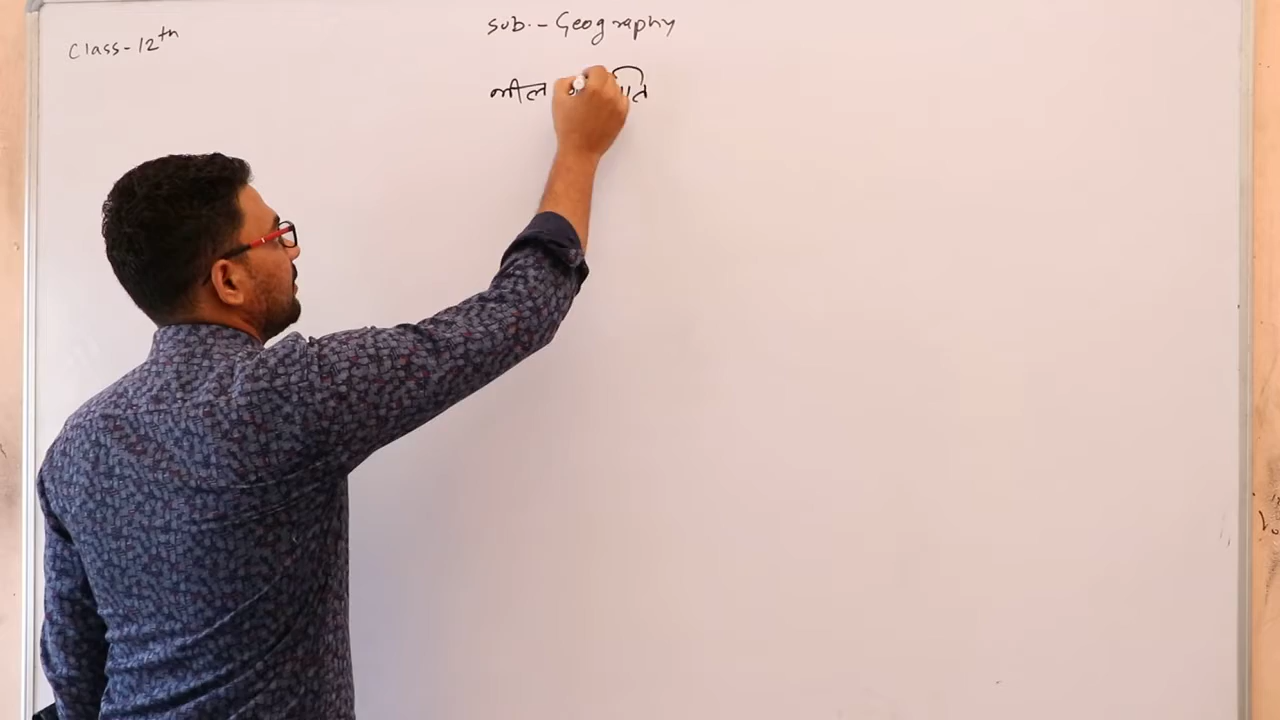 Class - 12th
Sub. - Geography
भील